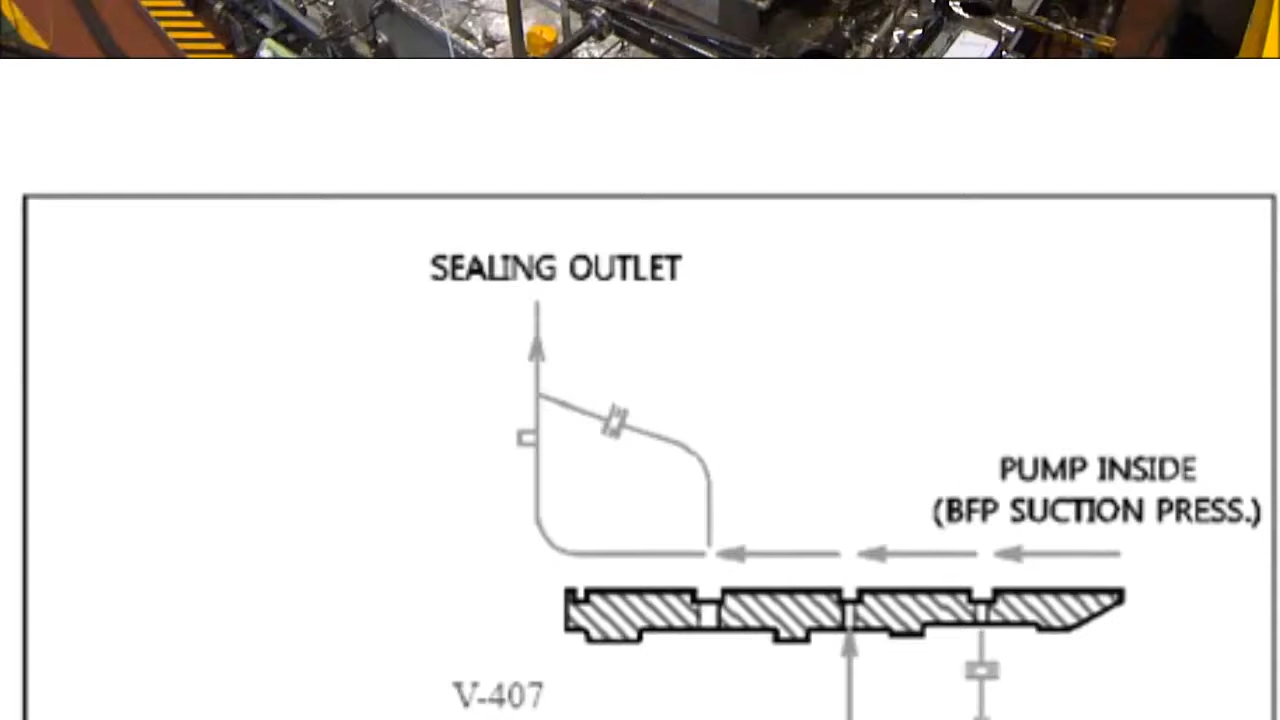 SEALING OUTLET
PUMP INSIDE
(BFP SUCTION PRESS.)
V-407